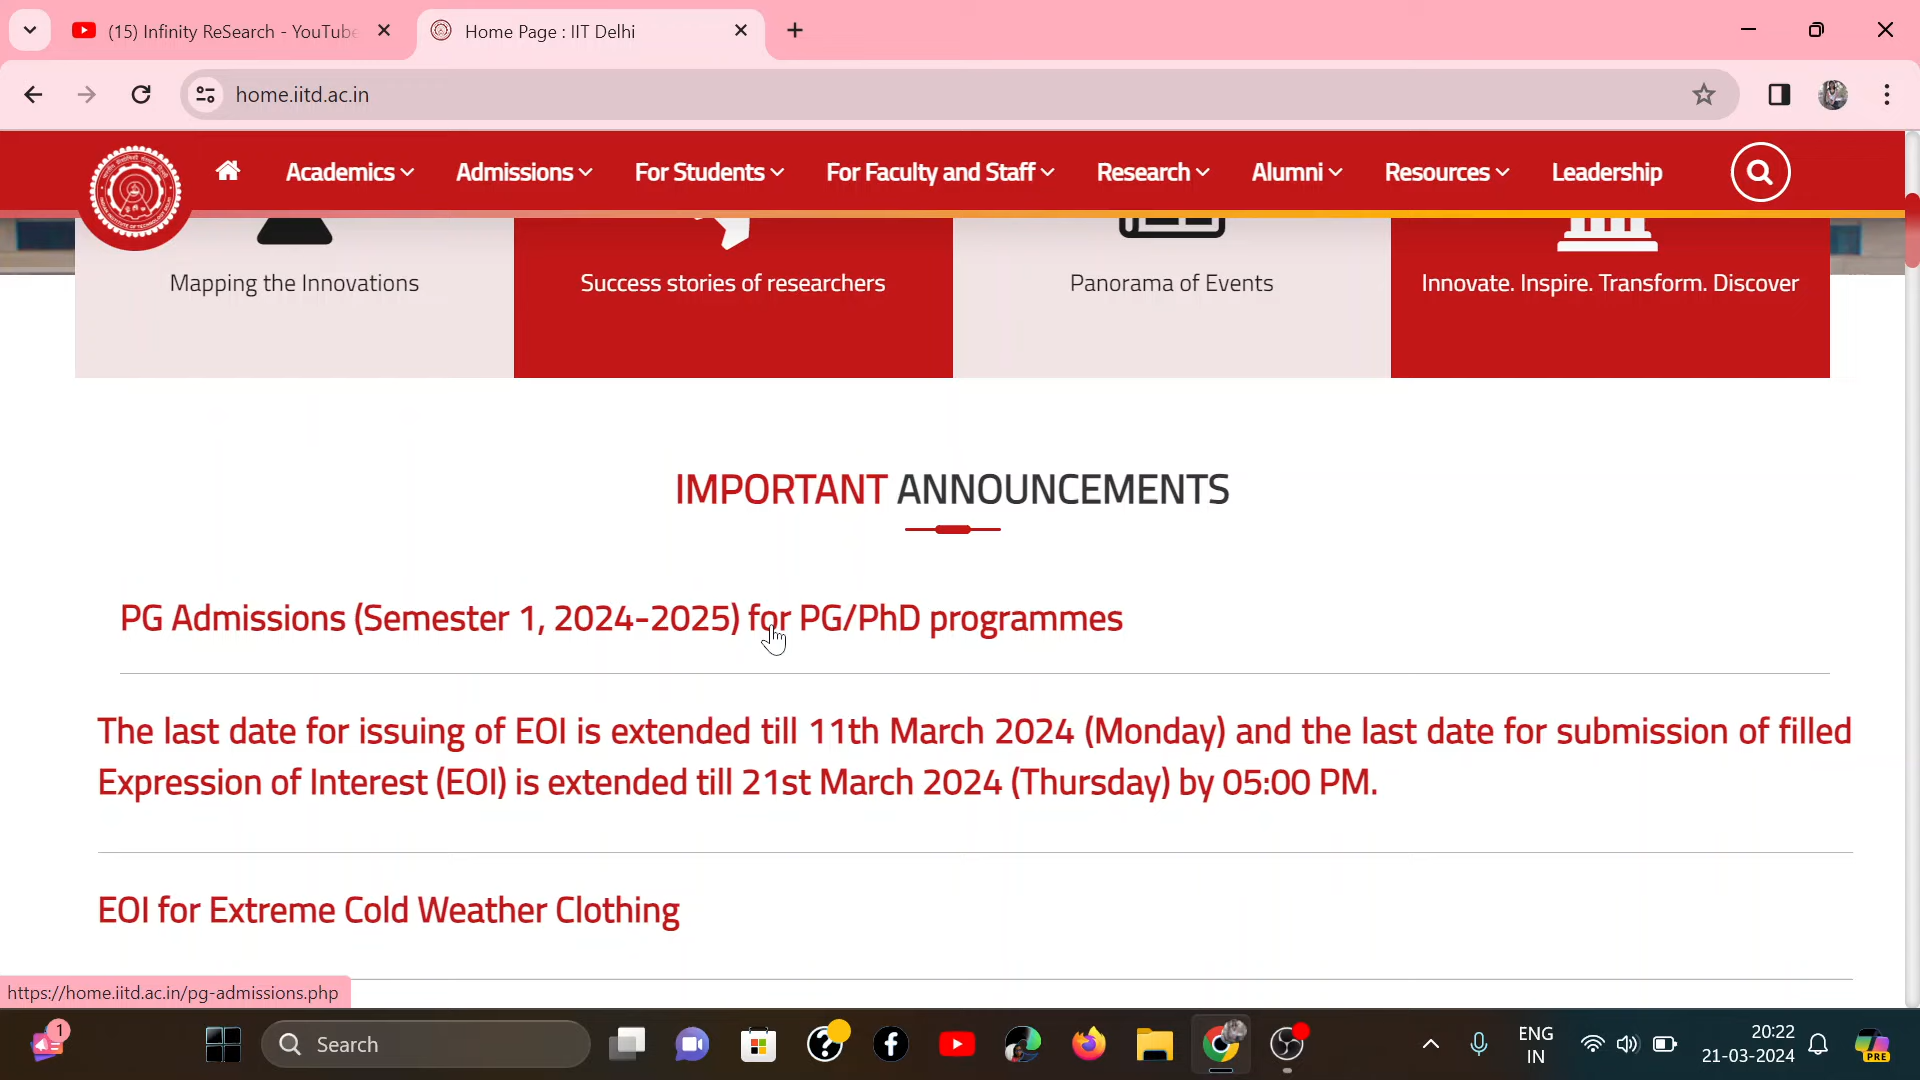 (15) Infinity ReSearch - YouTube
Home Page : IIT Delhi
home.iitd.ac.in
Academics
Admissions
For Students
For Faculty and Staff
Research
Alumni
Resources
Leadership
Mapping the Innovations
Success stories of researchers
Panorama of Events
Innovate. Inspire. Transform. Discover
IMPORTANT ANNOUNCEMENTS
PG Admissions (Semester 1, 2024-2025) for PG/PhD programmes
The last date for issuing of EOI is extended till 11th March 2024 (Monday) and the last date for submission of filled
Expression of Interest (EOI) is extended till 21st March 2024 (Thursday) by 05:00 PM.
EOI for Extreme Cold Weather Clothing
https://home.iitd.ac.in/pg-admissions.php
1
Search
ENG
IN
20:22
21-03-2024
PRE